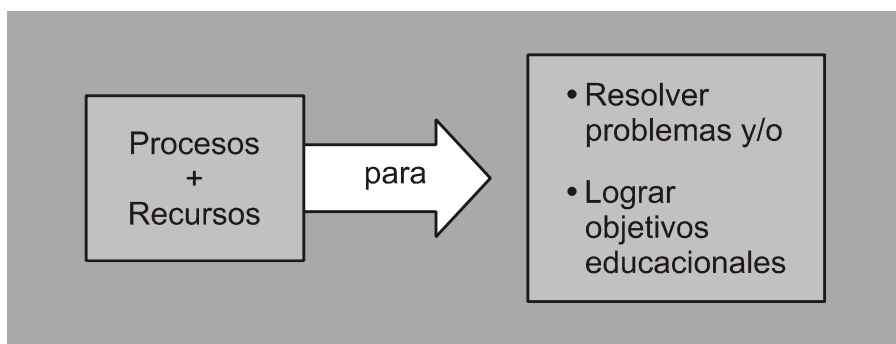 Procesos
+
Recursos
para
• Resolver
problemas y/o
• Lograr
objetivos
educacionales